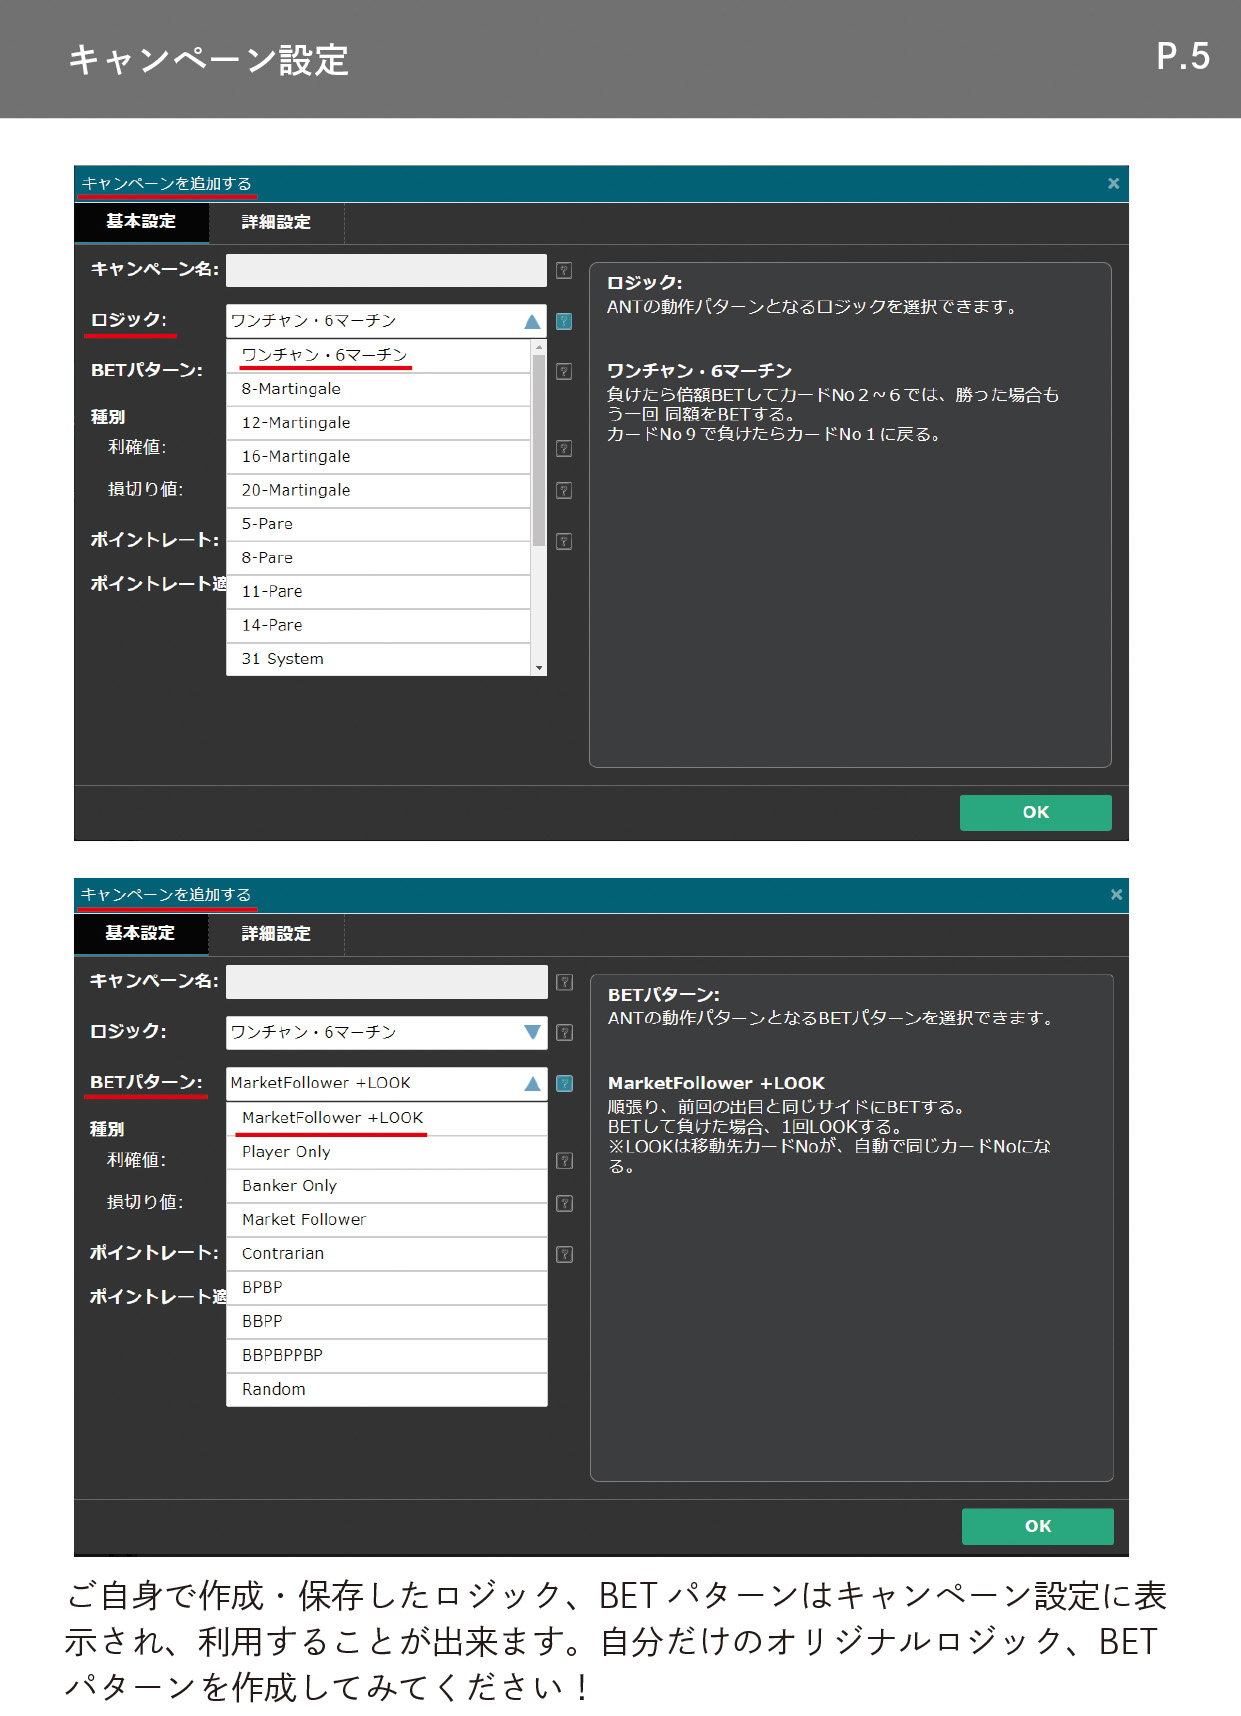 キャンペーン設定
P.5
キャンペーンを追加する
×
基本設定
詳細設定
キャンペーン名:
?
ロジック:
ワンチャン・6マーチン
?
ワンチャン・6マーチン
8-Martingale
12-Martingale
16-Martingale
20-Martingale
5-Pare
8-Pare
11-Pare
14-Pare
31 System
BETパターン:
?
種別
利確値:
?
損切り値:
?
ポイントレート:
?
ポイントレート適
ロジック:
ANTの動作パターンとなるロジックを選択できます。
ワンチャン・6マーチン
負けたら倍額BETしてカードNo２~６では、勝った場合も
う一回 同額をBETする。
カードNo９で負けたらカードNo１に戻る。
OK
キャンペーンを追加する
×
基本設定
詳細設定
キャンペーン名:
?
ロジック:
ワンチャン・6マーチン
?
BETパターン:
MarketFollower +LOOK
?
MarketFollower +LOOK
Player Only
Banker Only
Market Follower
Contrarian
BPBP
BBPP
BBPBPPBP
Random
種別
利確値:
?
損切り値:
?
ポイントレート:
?
ポイントレート適
BETパターン:
ANTの動作パターンとなるBETパターンを選択できます。
MarketFollower +LOOK
順張り、前回の出目と同じサイドにBETする。
BETして負けた場合、1回LOOKする。
※LOOKは移動先カードNoが、自動で同じカードNoにな
る。
OK
ご自身で作成・保存したロジック、BET パターンはキャンペーン設定に表
示され、利用することが出来ます。自分だけのオリジナルロジック、BET
パターンを作成してみてください！